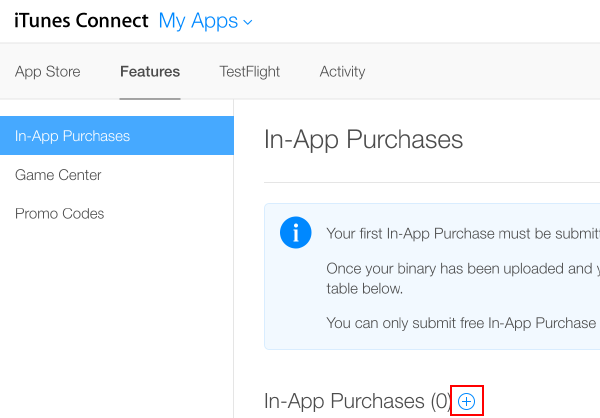 iTunes Connect My Apps
App Store Features TestFlight Activity
In-App Purchases
Game Center
Promo Codes
In-App Purchases
Your first In-App Purchase must be
Once your binary has been uploaded and
table below.
You can only submit free In-App Purchase
In-App Purchases (0)